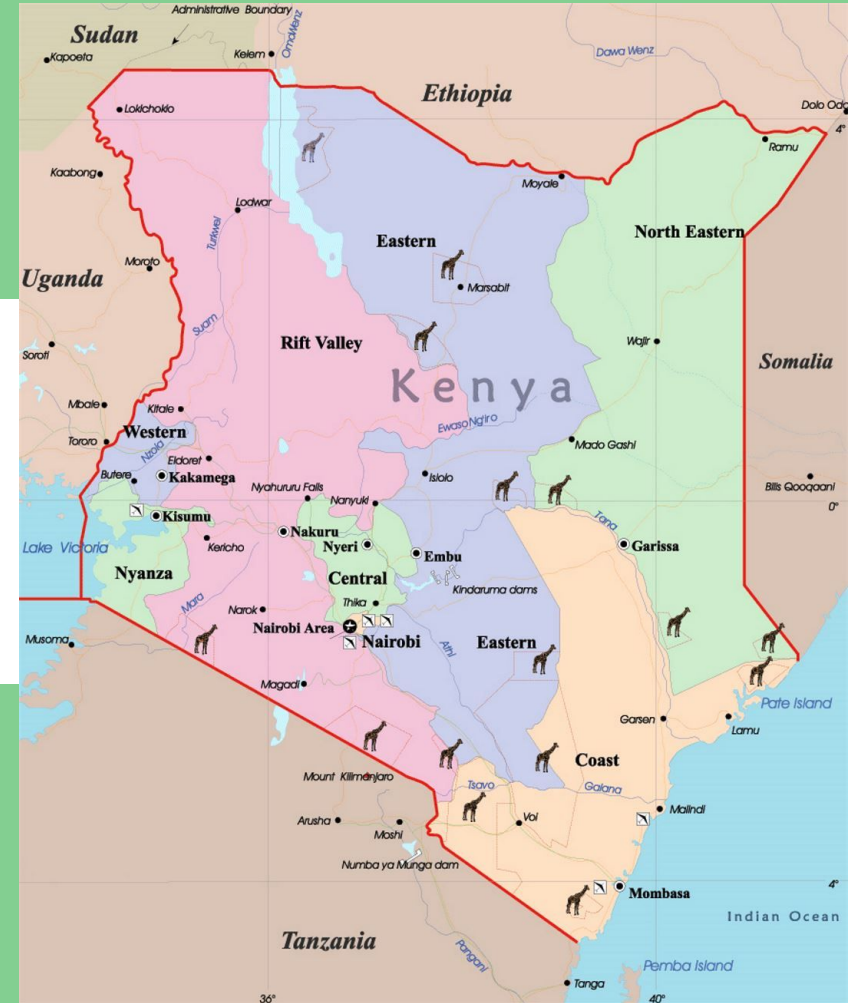 Administrative Boundary
Sudan
Kapoeta
Kelem
OmoWenz
Dawa Wenz
Ethiopia
Dolo Odo
4°
Lokichokio
Ramu
Kaabong
Moyale
Lodwar
Turkwel
Eastern
North Eastern
Moroto
Uganda
Marsabit
Suam
Rift Valley
Wajir
Soroti
Somalia
Kenya
Mbale
Kitale
Ewaso Ngiro
Western
Tororo
Mado Gashi
Nzoia
Eldoret
Butere
Kakamega
Isiolo
Bilis Qooqaani
Nyahururu Falls
Nanyuki
0°
Kisumu
Tana
Nakuru
Lake Victoria
Kericho
Nyeri
Embu
Garissa
Nyanza
Central
Kindaruma dams
Mara
Narok
Thika
Nairobi Area
Nairobi
Musoma
Athi
Eastern
Magadi
Pate Island
Garsen
Lamu
Coast
Mount Kilimanjaro
Tsavo
Galana
Malindi
Arusha
Moshi
Voi
Numba ya Munga dam
4°
Mombasa
Indian Ocean
Tanzania
Pangani
Pemba Island
Tanga
36°
40°